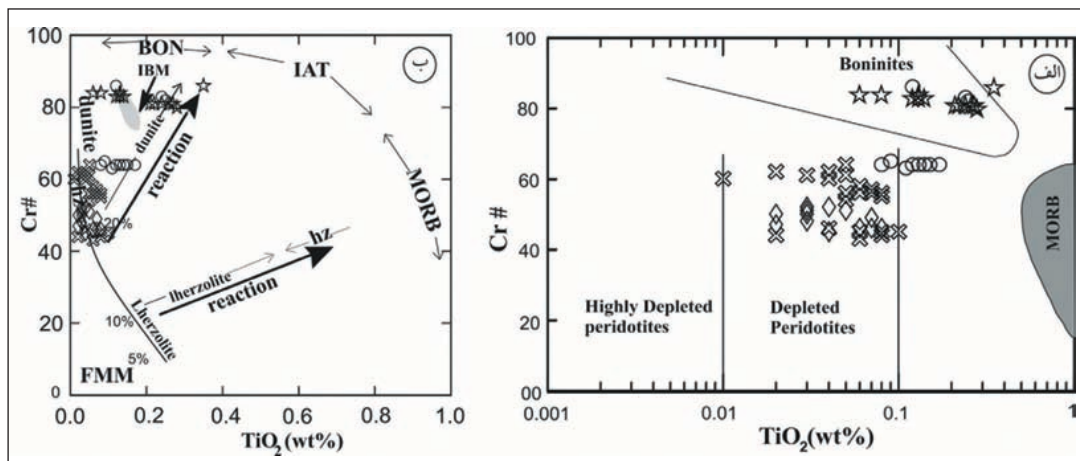 100
80
60
40
20
0
Cr#
0.0
0.2
0.4
0.6
0.8
1.0
TiO2(wt%)
BON
IBM
IAT
MORB
dunite
dunite
reaction
hz
20%
hz
lherzolite
reaction
Lherzolite
10%
5%
FMM
ب
100
80
60
40
20
00
Cr#
0.001
0.01
0.1
1
TiO2(wt%)
Boninites
MORB
Highly Depleted
peridotites
Depleted
Peridotites
الف